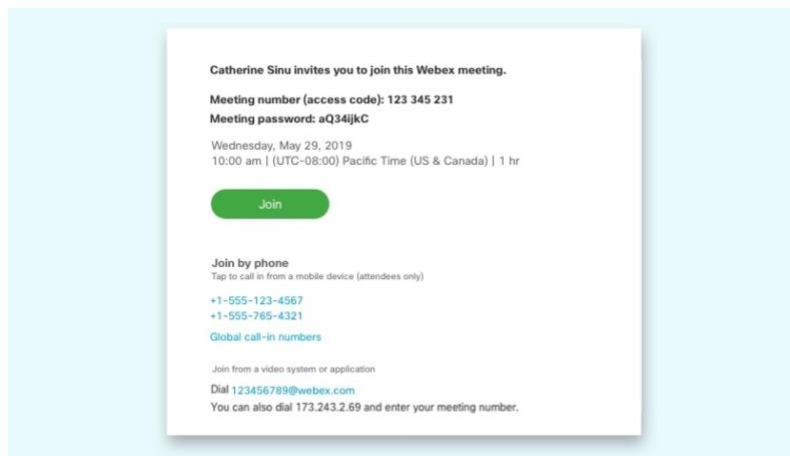 Catherine Sinu invites you to join this Webex meeting.
Meeting number (access code): 123 345 231
Meeting password: aQ34ijkC
Wednesday, May 29, 2019
10:00 am | (UTC-08:00) Pacific Time (US & Canada) | 1 hr
Join
Join by phone
Tap to call in from a mobile device (attendees only)
+1-555-123-4567
+1-555-765-4321
Global call-in numbers
Join from a video system or application
Dial 123456789@webex.com
You can also dial 173.243.2.69 and enter your meeting number.